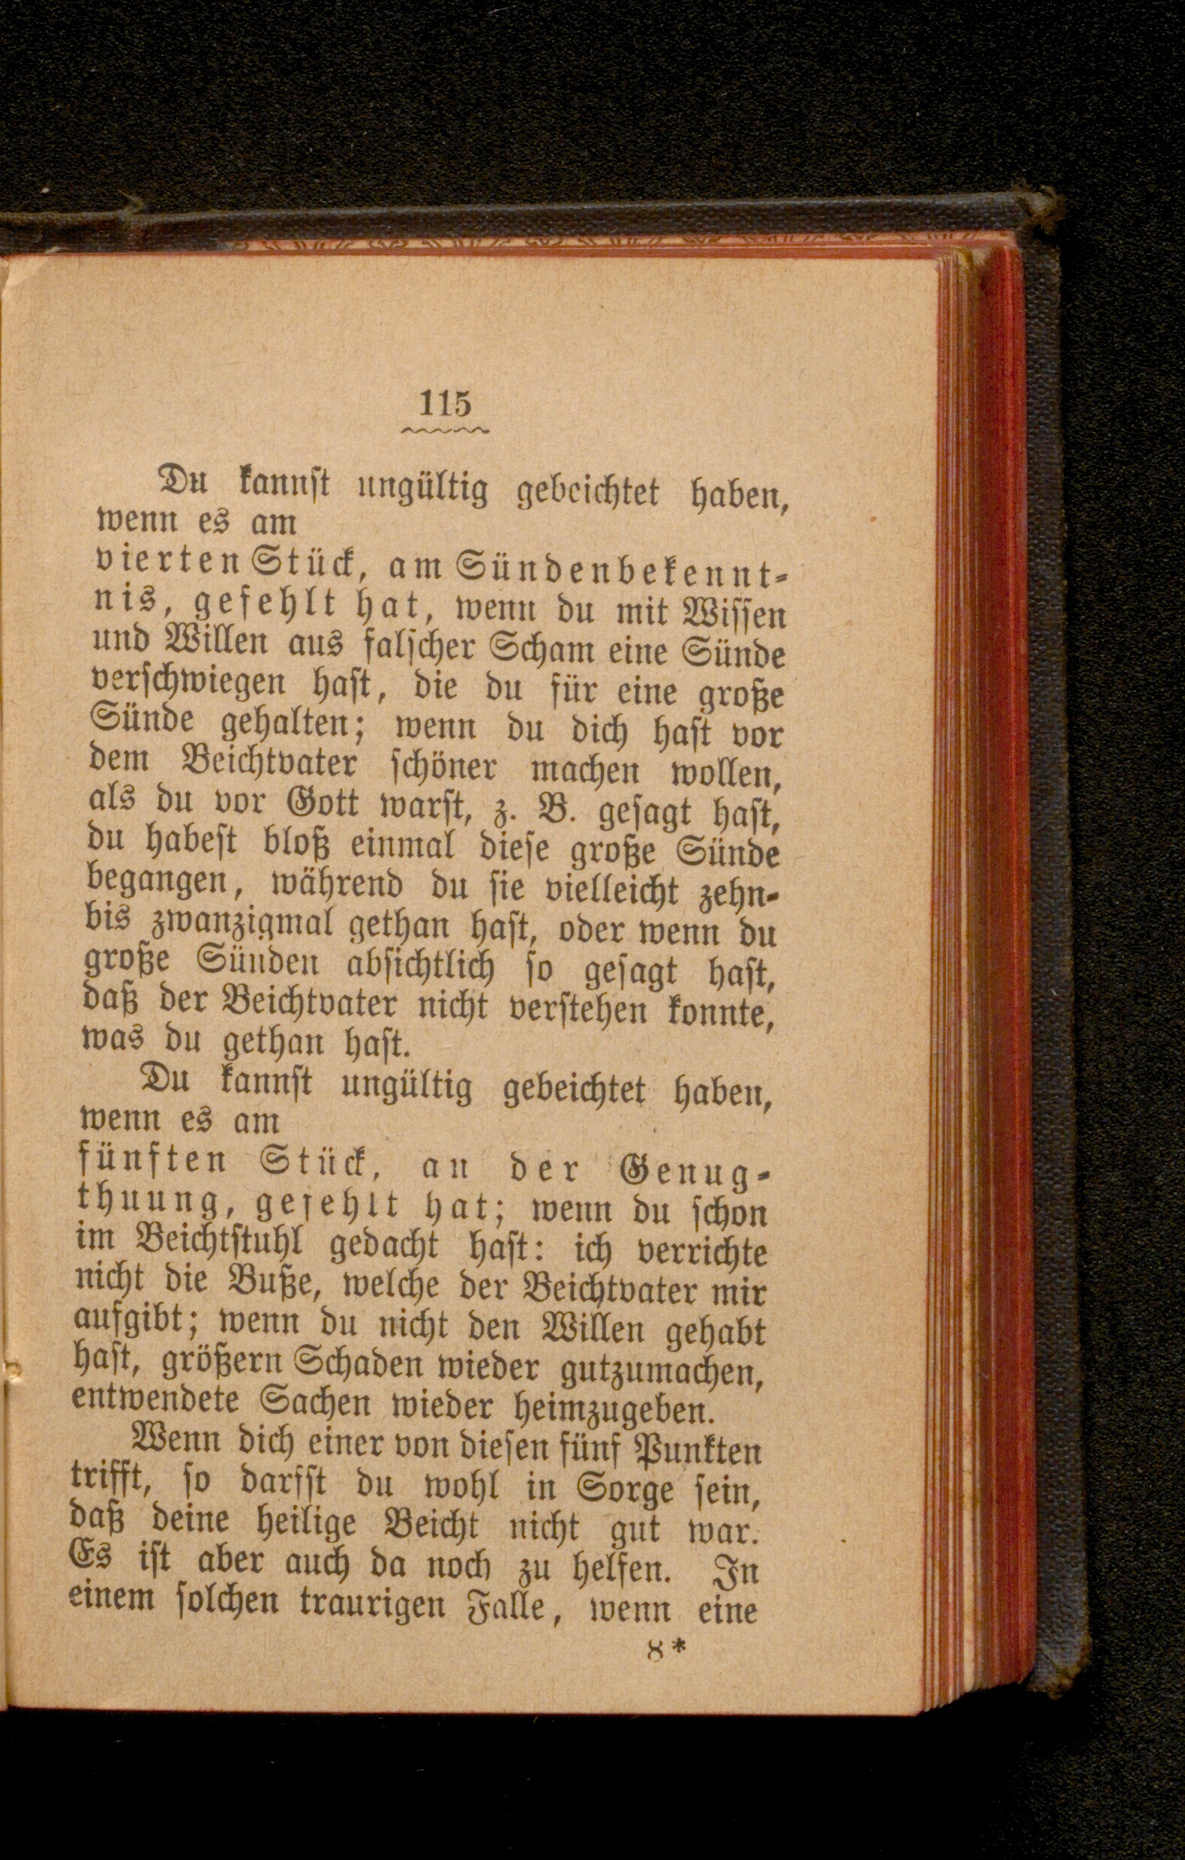 115
Du kannst ungültig gebeichtet haben,
wenn es am
vierten Stück, am Sündenbekennt-
nis, gefehlt hat, wenn du mit Wissen
und Willen aus falscher Scham eine Sünde
verschwiegen hast, die du für eine große
Sünde gehalten; wenn du dich hast vor
dem Beichtvater schöner machen wollen,
als du vor Gott warst, z. B. gesagt hast,
du habest bloß einmal diese große Sünde
begangen, während du sie vielleicht zehn-
bis zwanzigmal gethan hast, oder wenn du
große Sünden absichtlich so gesagt hast,
daß der Beichtvater nicht verstehen konnte,
was du gethan hast.
Du kannst ungültig gebeichtet haben,
wenn es am
fünften Stück, an der Genug-
thuung, gefehlt hat; wenn du schon
im Beichtstuhl gedacht hast: ich verrichte
nicht die Buße, welche der Beichtvater mir
aufgibt; wenn du nicht den Willen gehabt
hast, größern Schaden wieder gutzumachen,
entwendete Sachen wieder heimzugeben.
Wenn dich einer von diesen fünf Punkten
trifft, so darfst du wohl in Sorge sein,
daß deine heilige Beicht nicht gut war.
Es ist aber auch da noch zu helfen. In
einem solchen traurigen Falle, wenn eine
8*